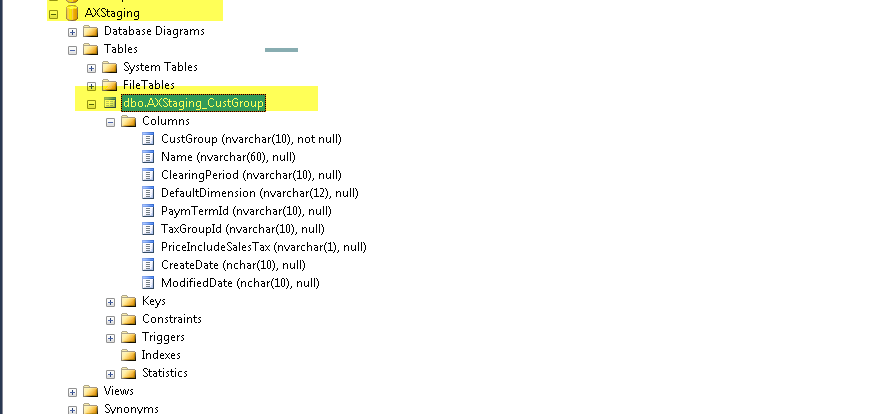 AXStaging
Database Diagrams
Tables
System Tables
FileTables
dbo.AXStaging_CustGroup
Columns
CustGroup (nvarchar(10), not null)
Name (nvarchar(60), null)
ClearingPeriod (nvarchar(10), null)
DefaultDimension (nvarchar(12), null)
PaymTermId (nvarchar(10), null)
TaxGroupId (nvarchar(10), null)
PriceIncludeSalesTax (nvarchar(1), null)
CreateDate (nchar(10), null)
ModifiedDate (nchar(10), null)
Keys
Constraints
Triggers
Indexes
Statistics
Views
Synonyms